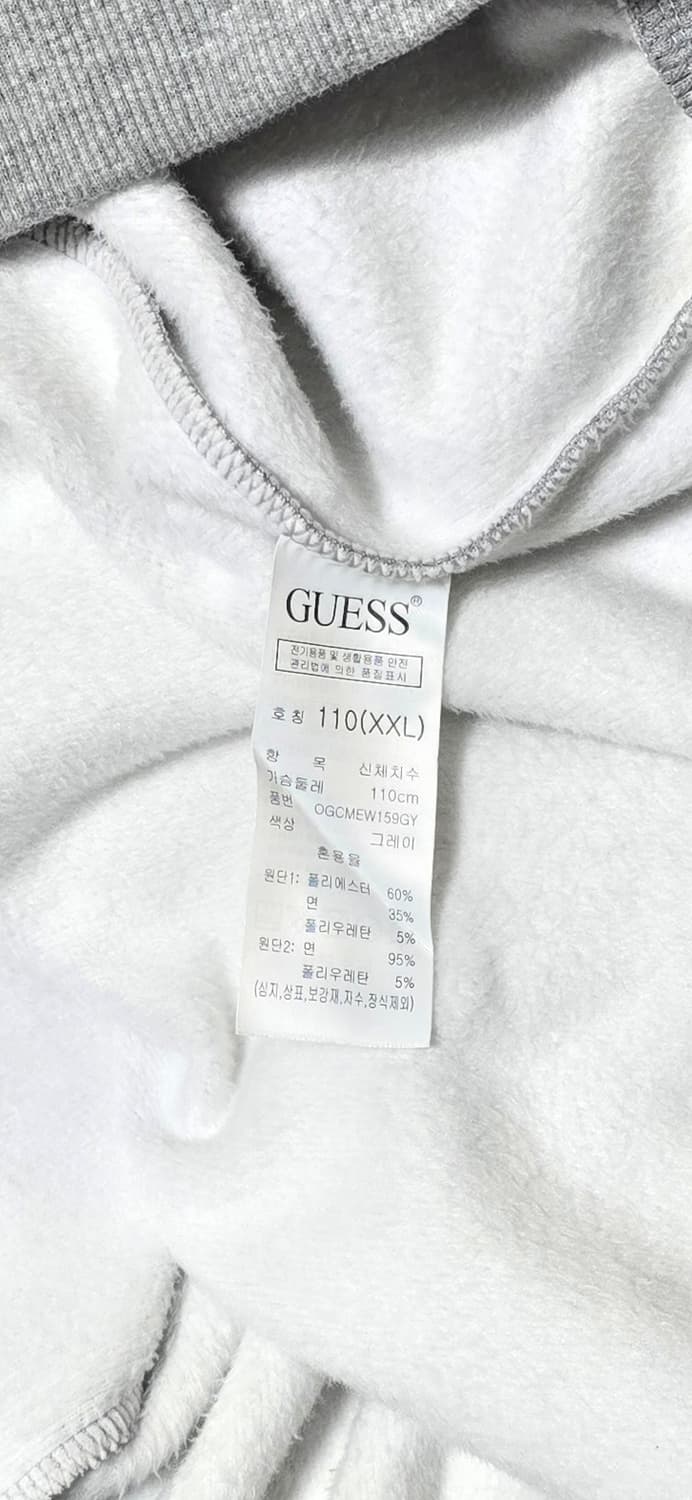 GUESS®
전기용품 및 생활용품 안전
관리법에 의한 품질표시
호칭 110(XXL)
항 목 신체치수
가슴둘레 110cm
품번 OGCMEW159GY
색상 그레이
혼용율
원단1: 폴리에스터 60%
면 35%
폴리우레탄 5%
원단2: 면 95%
폴리우레탄 5%
(심지,상표,보강재,자수,장식제외)